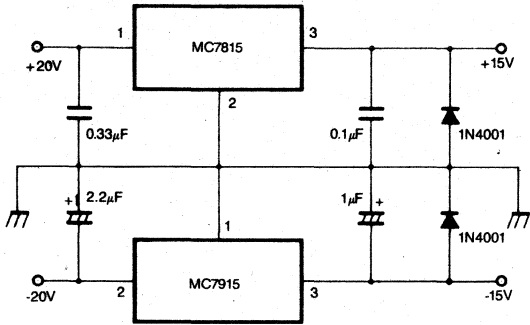 1
MC7815
3
+20V
+15V
2
0.33μF
0.1μF
1N4001
+
2.2μF
1μF
+
1
1N4001
2
MC7915
3
-20V
-15V